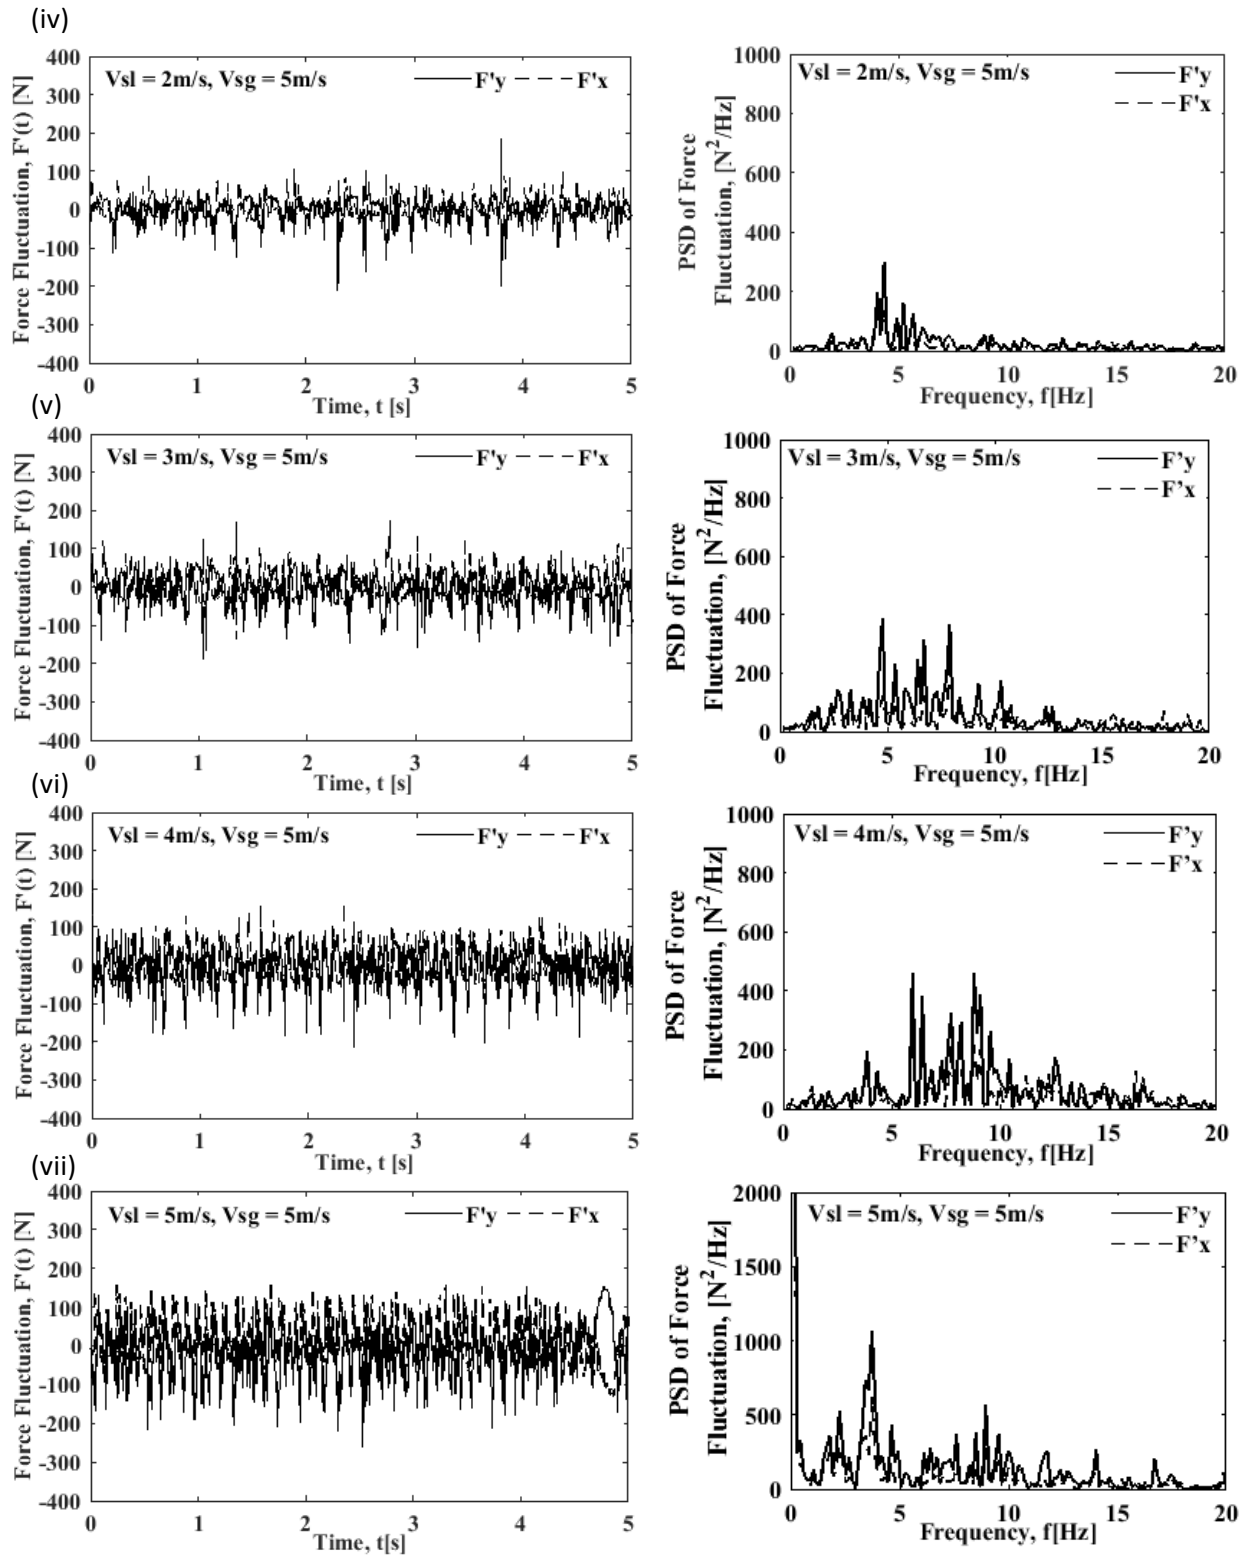 (iv)
Force Fluctuation, F'(t) [N]
400
300
200
100
0
-100
-200
-300
-400
Vsl = 2m/s, Vsg = 5m/s
F'y
F'x
0 1 2 3 4 5
Time, t [s]
PSD of Force
Fluctuation, [N²/Hz]
1000
800
600
400
200
0
Vsl = 2m/s, Vsg = 5m/s
F'y
F'x
0 5 10 15 20
Frequency, f[Hz]
(v)
Force Fluctuation, F'(t) [N]
400
300
200
100
0
-100
-200
-300
-400
Vsl = 3m/s, Vsg = 5m/s
F'y
F'x
0 1 2 3 4 5
Time, t [s]
PSD of Force
Fluctuation, [N²/Hz]
1000
800
600
400
200
0
Vsl = 3m/s, Vsg = 5m/s
F’y
F’x
0 5 10 15 20
Frequency, f[Hz]
(vi)
Force Fluctuation, F'(t) [N]
400
300
200
100
0
-100
-200
-300
-400
Vsl = 4m/s, Vsg = 5m/s
F'y
F'x
0 1 2 3 4 5
Time, t [s]
PSD of Force
Fluctuation, [N²/Hz]
1000
800
600
400
200
0
Vsl = 4m/s, Vsg = 5m/s
F’y
F’x
0 5 10 15 20
Frequency, f[Hz]
(vii)
Force Fluctuation, F'(t) [N]
400
300
200
100
0
-100
-200
-300
-400
Vsl = 5m/s, Vsg = 5m/s
F'y
F'x
0 1 2 3 4 5
Time, t[s]
PSD of Force
Fluctuation, [N²/Hz]
2000
1500
1000
500
0
Vsl = 5m/s, Vsg = 5m/s
F’y
F’x
0 5 10 15 20
Frequency, f[Hz]